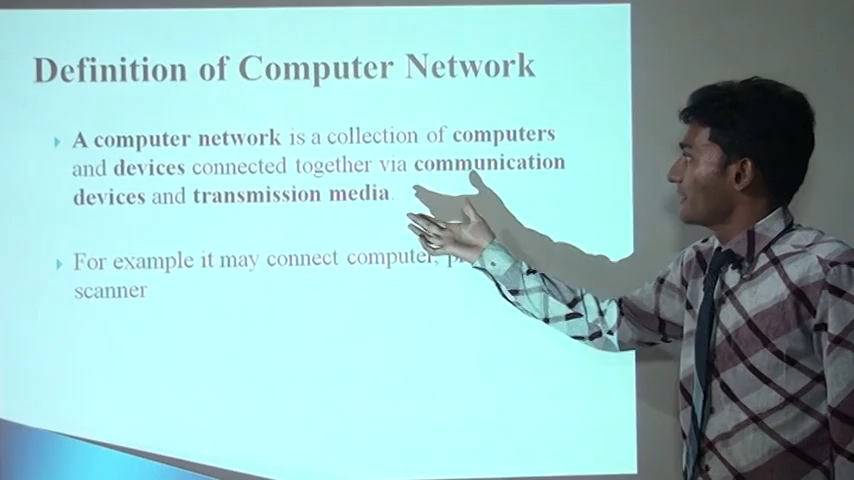 Definition of Computer Network
A computer network is a collection of computers
and devices connected together via communication
devices and transmission media.
For example it may connect computer,
scanner